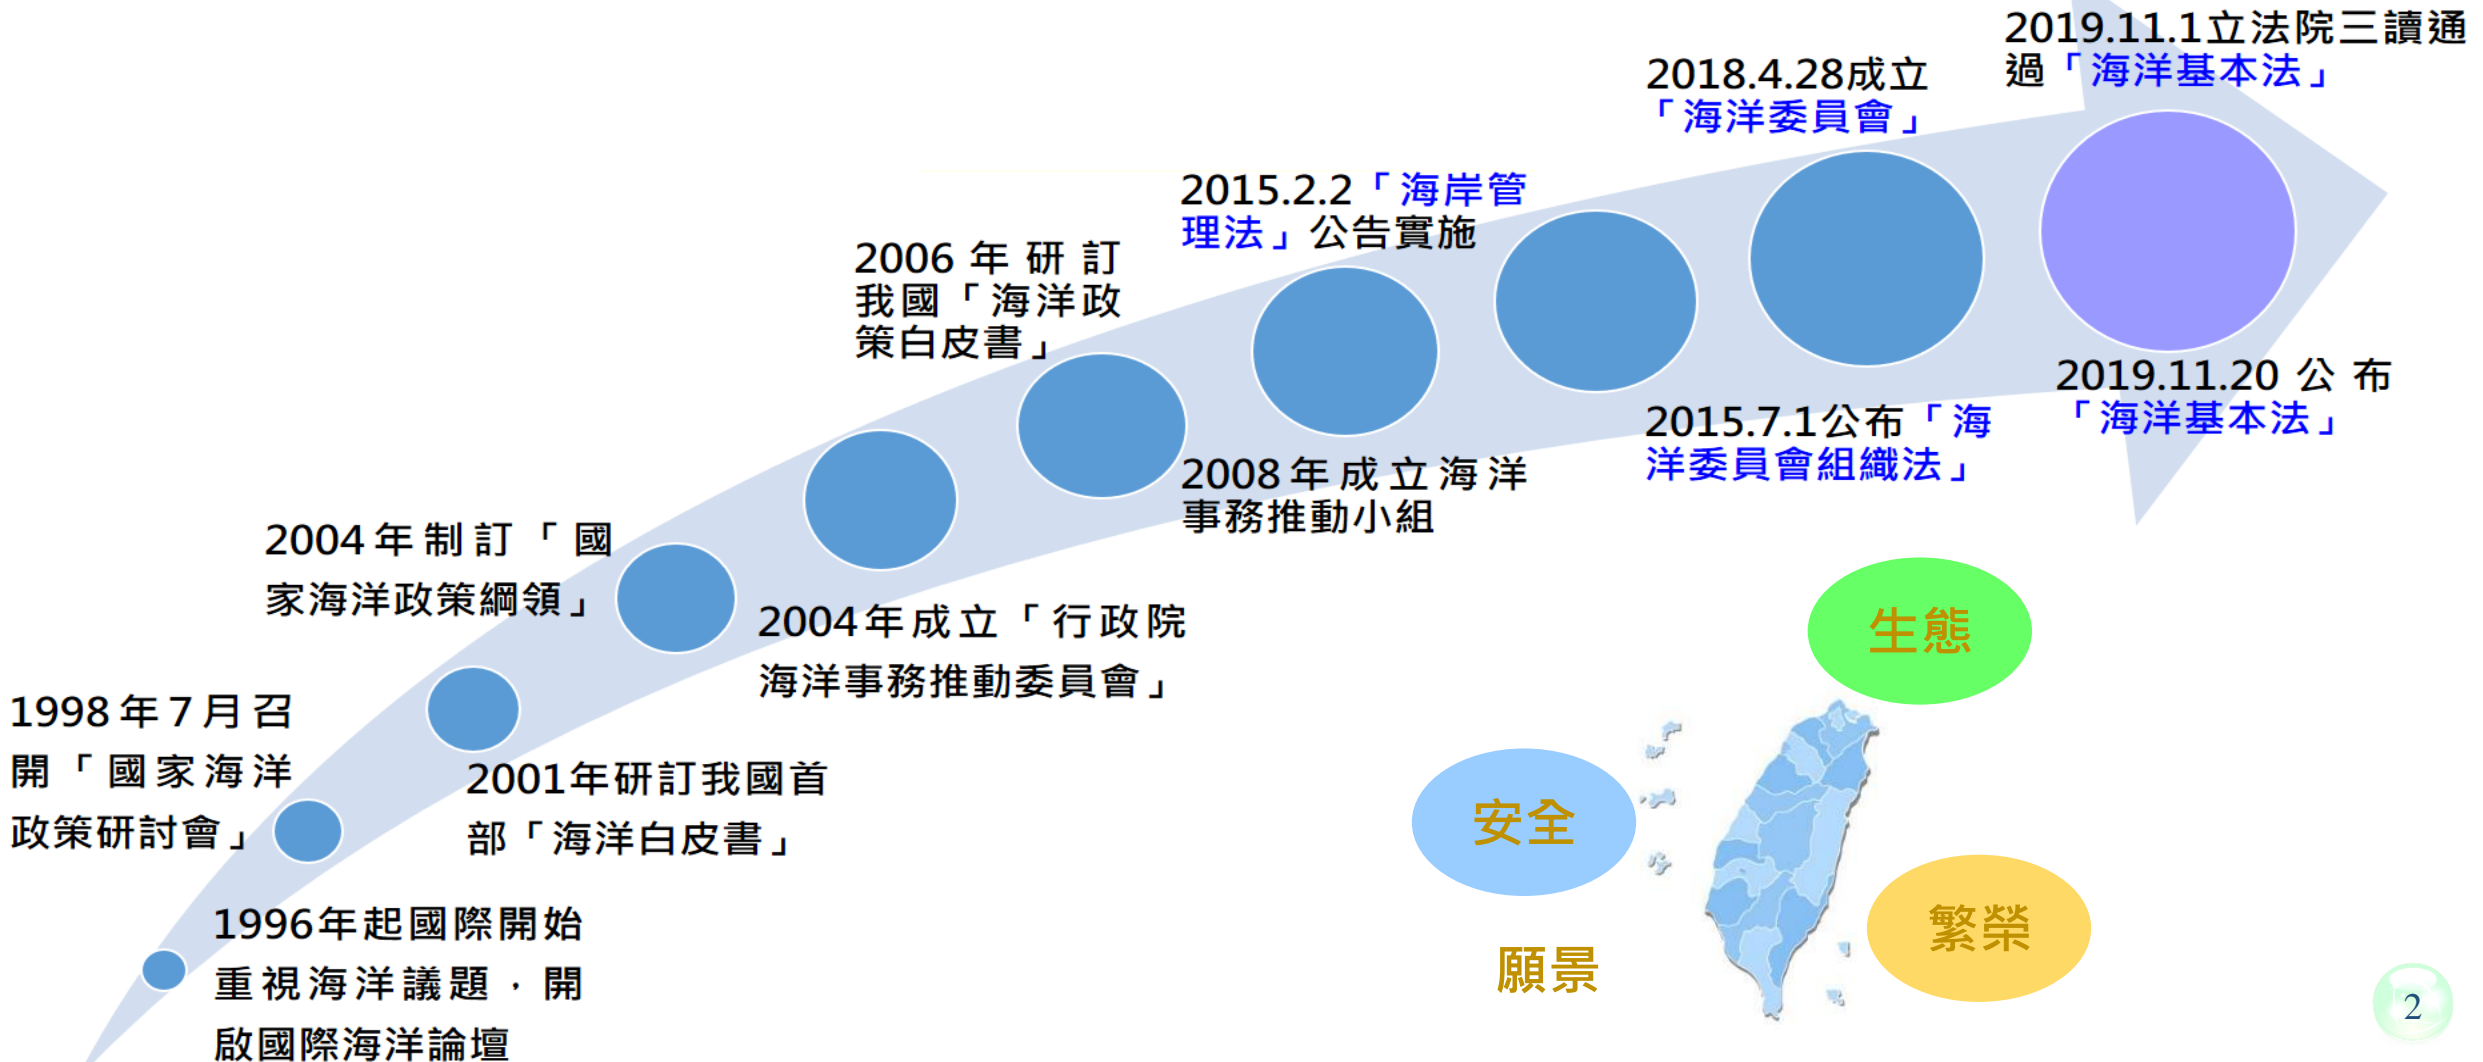 1996年起國際開始
重視海洋議題，開
啟國際海洋論壇
1998年7月召
開「國家海洋
政策研討會」
2001年研訂我國首
部「海洋白皮書」
2004年制訂「國
家海洋政策綱領」
2004年成立「行政院
海洋事務推動委員會」
2006年研訂
我國「海洋政
策白皮書」
2008年成立海洋
事務推動小組
2015.2.2「海岸管
理法」公告實施
2015.7.1公布「海
洋委員會組織法」
2018.4.28成立
「海洋委員會」
2019.11.1立法院三讀通
過「海洋基本法」
2019.11.20公布
「海洋基本法」
生態
安全
繁榮
願景
2